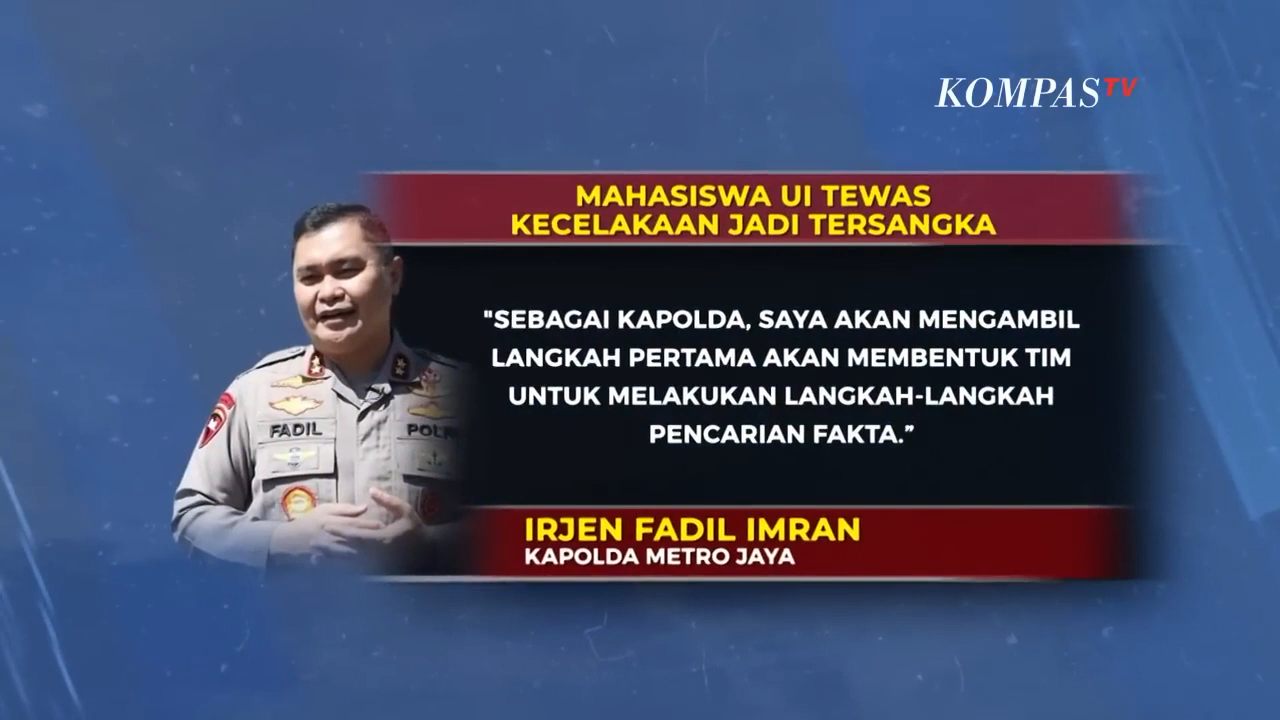 KOMPASTV
MAHASISWA UI TEWAS
KECELAKAAN JADI TERSANGKA
"SEBAGAI KAPOLDA, SAYA AKAN MENGAMBIL
LANGKAH PERTAMA AKAN MEMBENTUK TIM
UNTUK MELAKUKAN LANGKAH-LANGKAH
PENCARIAN FAKTA.”
FADIL
IRJEN FADIL IMRAN
KAPOLDA METRO JAYA